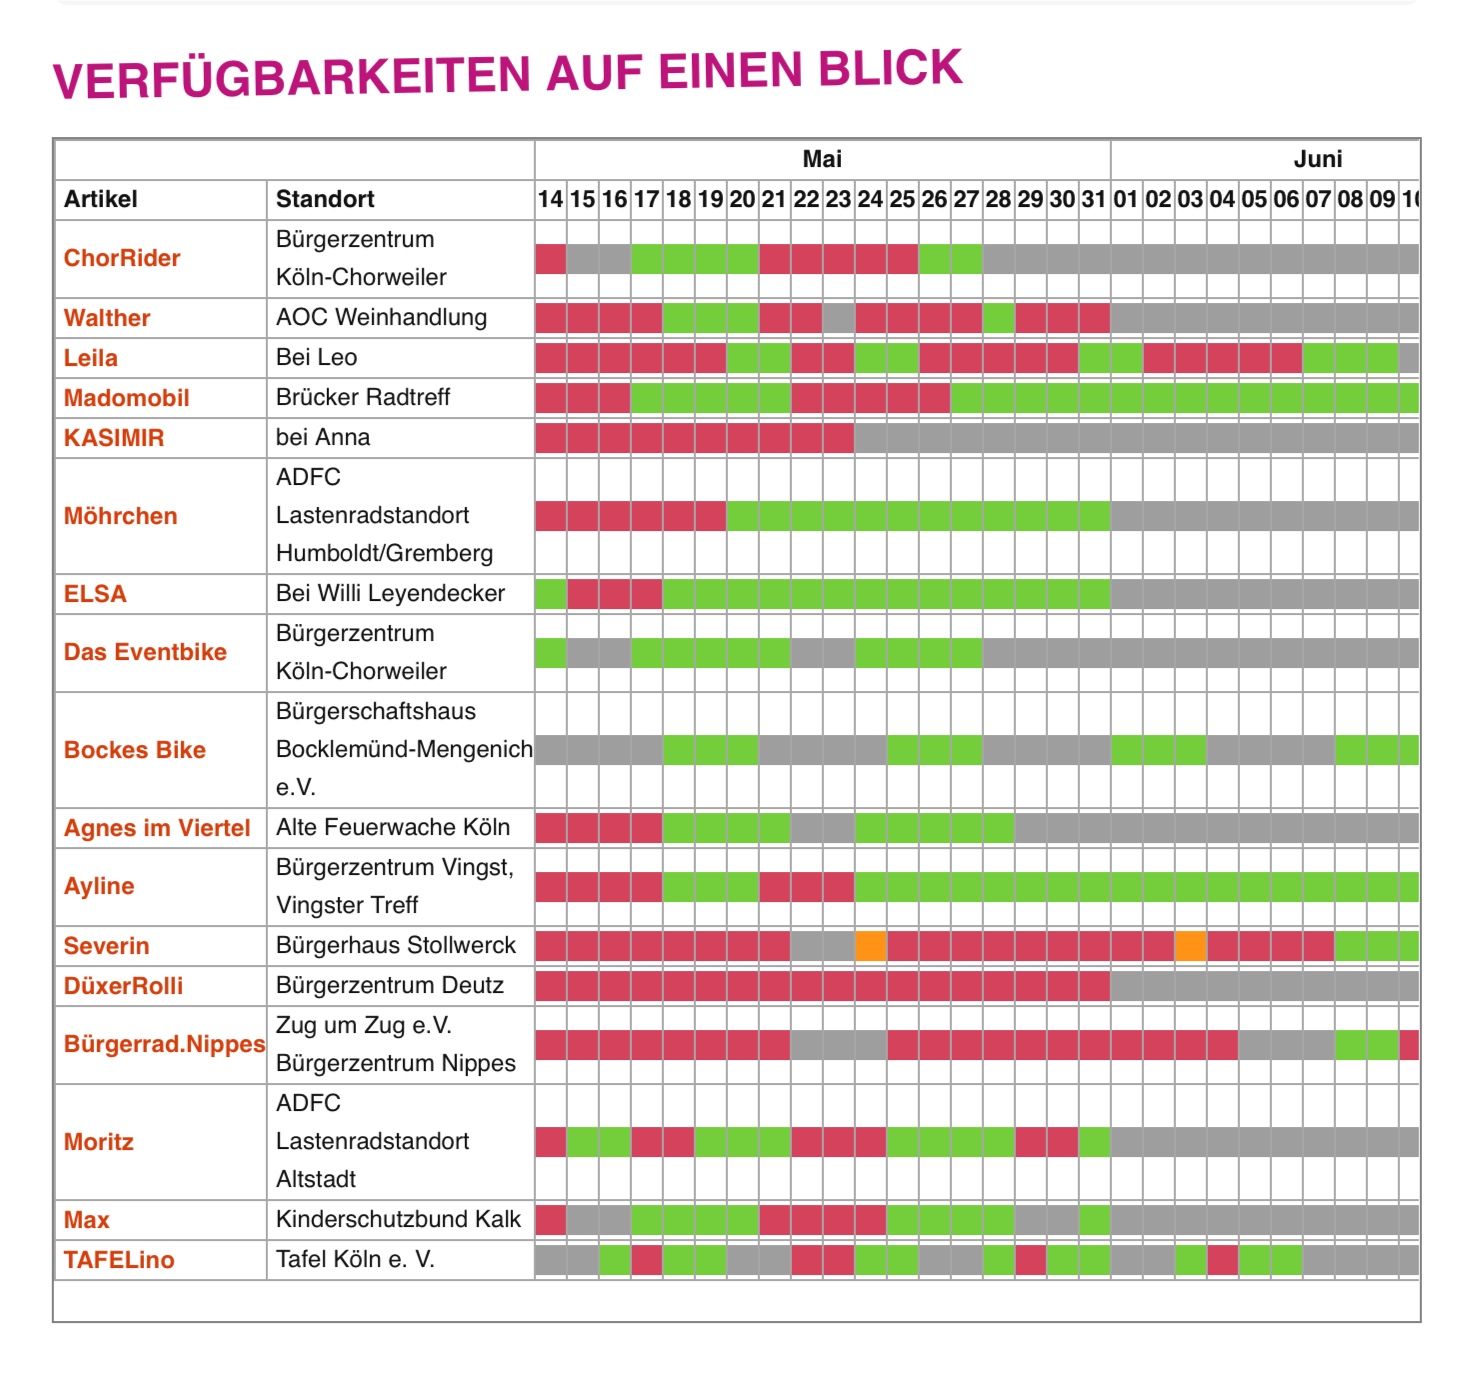 VERFÜGBARKEITEN AUF EINEN BLICK
Mai Juni
Artikel Standort 14 15 16 17 18 19 20 21 22 23 24 25 26 27 28 29 30 31 01 02 03 04 05 06 07 08 09
ChorRider Bürgerzentrum
Köln-Chorweiler
Walther AOC Weinhandlung
Leila Bei Leo
Madomobil Brücker Radtreff
KASIMIR bei Anna
Möhrchen ADFC
Lastenradstandort
Humboldt/Gremberg
ELSA Bei Willi Leyendecker
Das Eventbike Bürgerzentrum
Köln-Chorweiler
Bockes Bike Bürgerschaftshaus
Bocklemünd-Mengenich
e.V.
Agnes im Viertel Alte Feuerwache Köln
Ayline Bürgerzentrum Vingst,
Vingster Treff
Severin Bürgerhaus Stollwerck
DüxerRolli Bürgerzentrum Deutz
Bürgerrad.Nippes Zug um Zug e.V.
Bürgerzentrum Nippes
Moritz ADFC
Lastenradstandort
Altstadt
Max Kinderschutzbund Kalk
TAFELino Tafel Köln e. V.